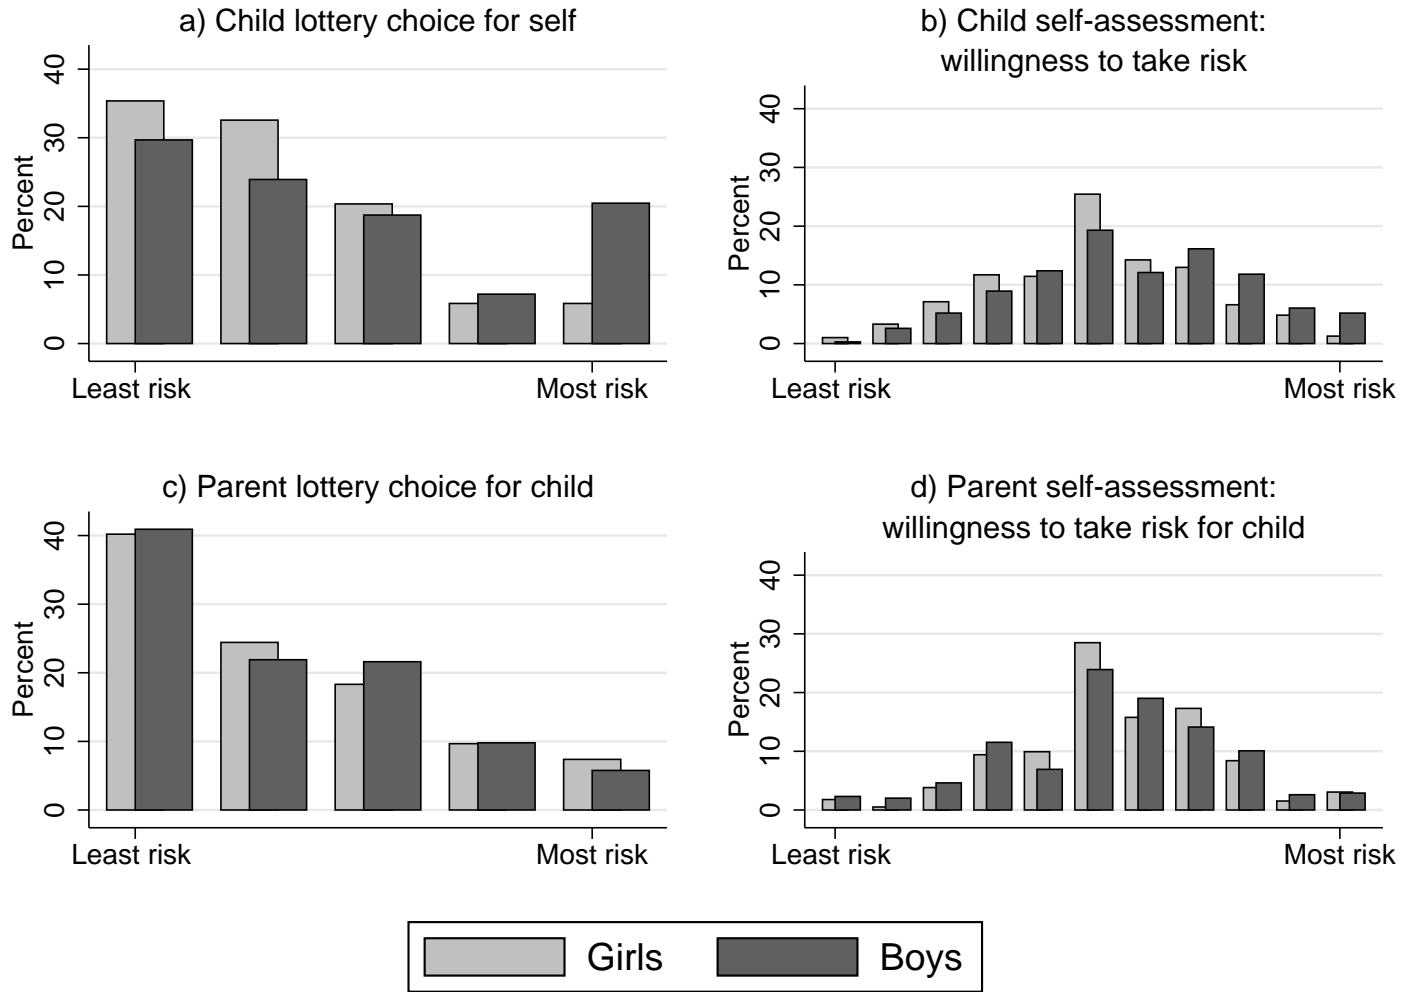 a) Child lottery choice for self
Percent
0
10
20
30
40
Least risk
Most risk
b) Child self-assessment:
willingness to take risk
Percent
0
10
20
30
40
Least risk
Most risk
c) Parent lottery choice for child
Percent
0
10
20
30
40
Least risk
Most risk
d) Parent self-assessment:
willingness to take risk for child
Percent
0
10
20
30
40
Least risk
Most risk
Girls
Boys